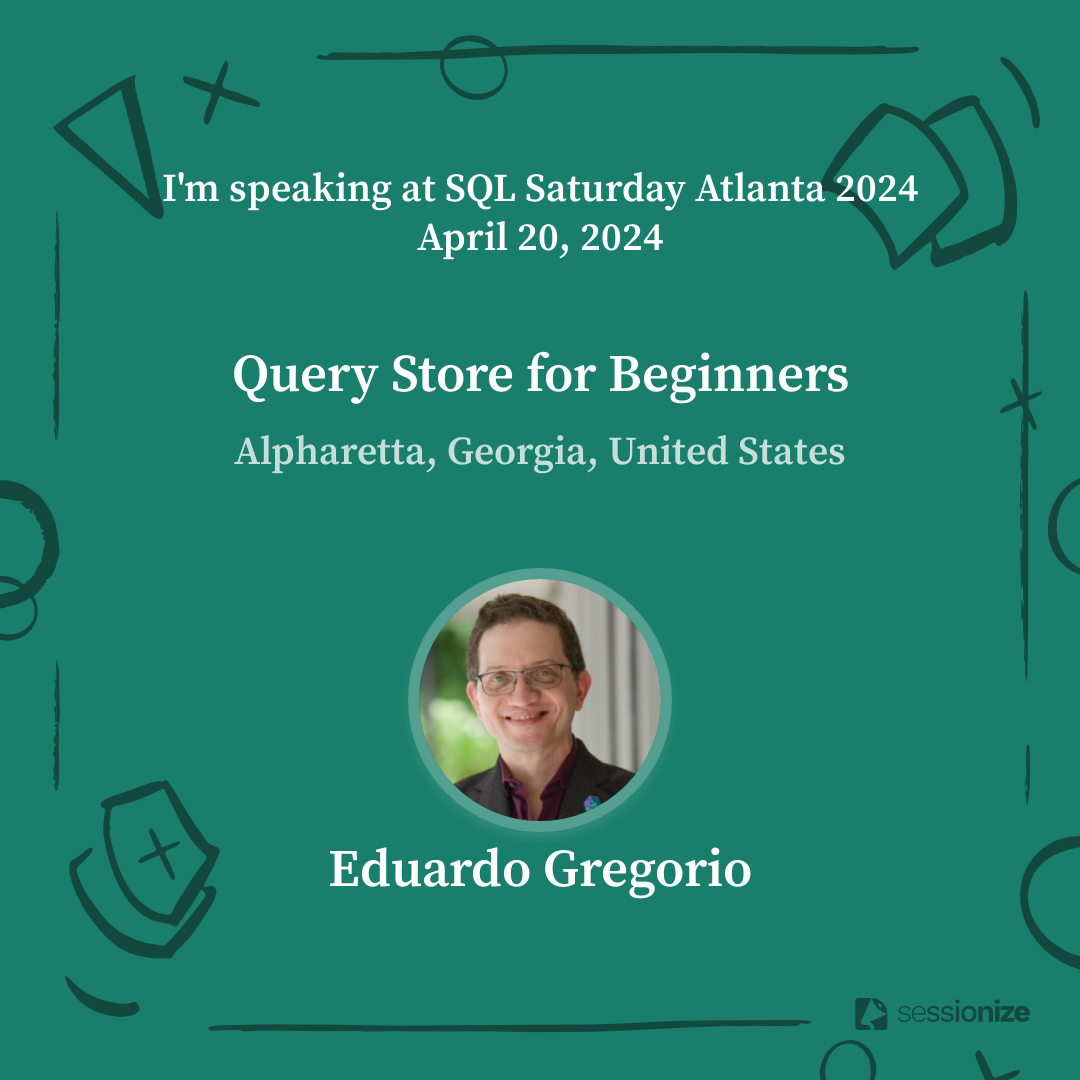 I'm speaking at SQL Saturday Atlanta 2024
April 20, 2024
Query Store for Beginners
Alpharetta, Georgia, United States
Eduardo Gregorio
sessionize